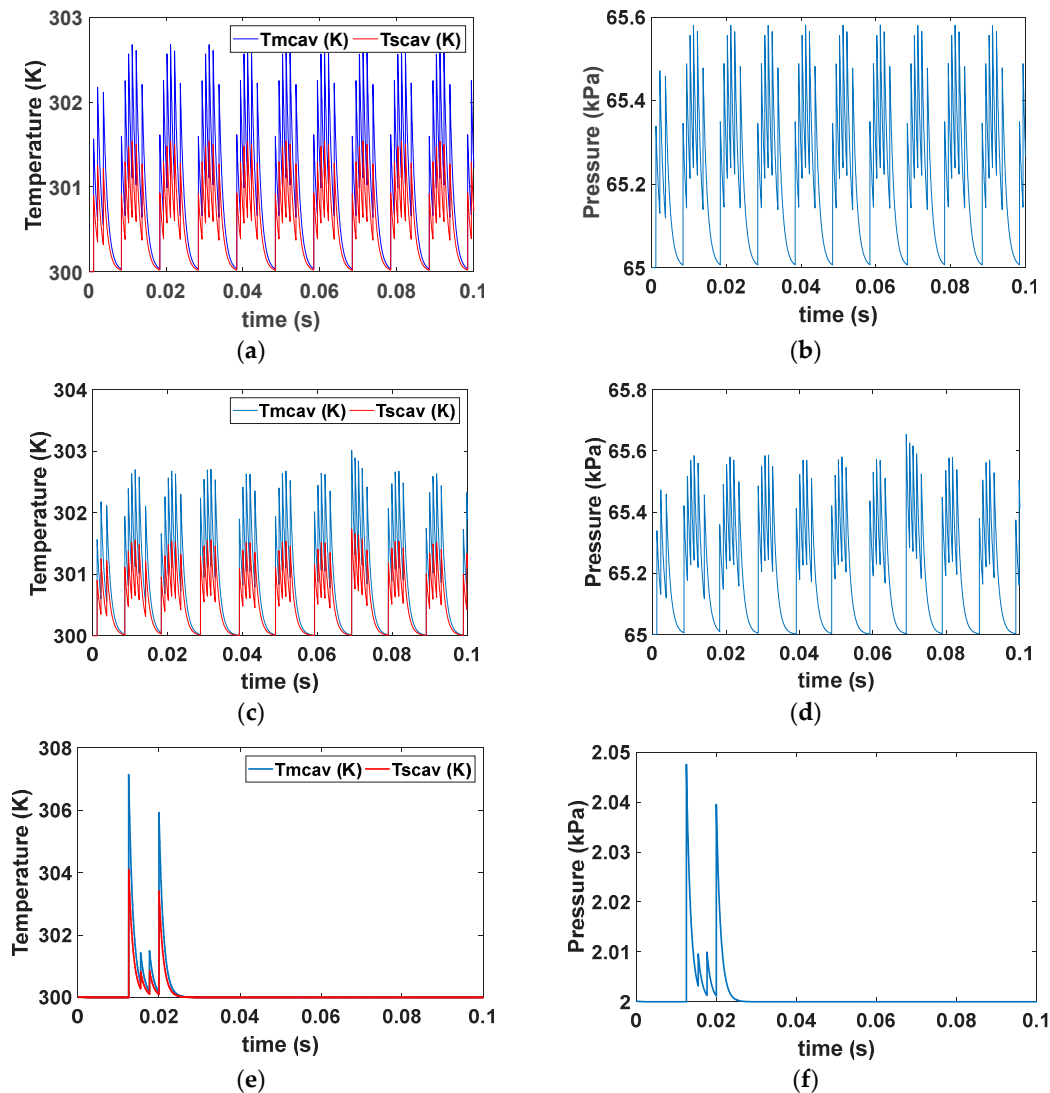 303
302
301
300
Temperature (K)
Tmcav (K) Tscav (K)
0 0.02 0.04 0.06 0.08 0.1
time (s)
(a)
65.6
65.4
65.2
65
Pressure (kPa)
0 0.02 0.04 0.06 0.08 0.1
time (s)
(b)
304
303
302
301
300
Temperature (K)
Tmcav (K) Tscav (K)
0 0.02 0.04 0.06 0.08 0.1
time (s)
(c)
65.8
65.6
65.4
65.2
65
Pressure (kPa)
0 0.02 0.04 0.06 0.08 0.1
time (s)
(d)
308
306
304
302
300
Temperature (K)
Tmcav (K) Tscav (K)
0 0.02 0.04 0.06 0.08 0.1
time (s)
(e)
2.05
2.04
2.03
2.02
2.01
2
Pressure (kPa)
0 0.02 0.04 0.06 0.08 0.1
time (s)
(f)